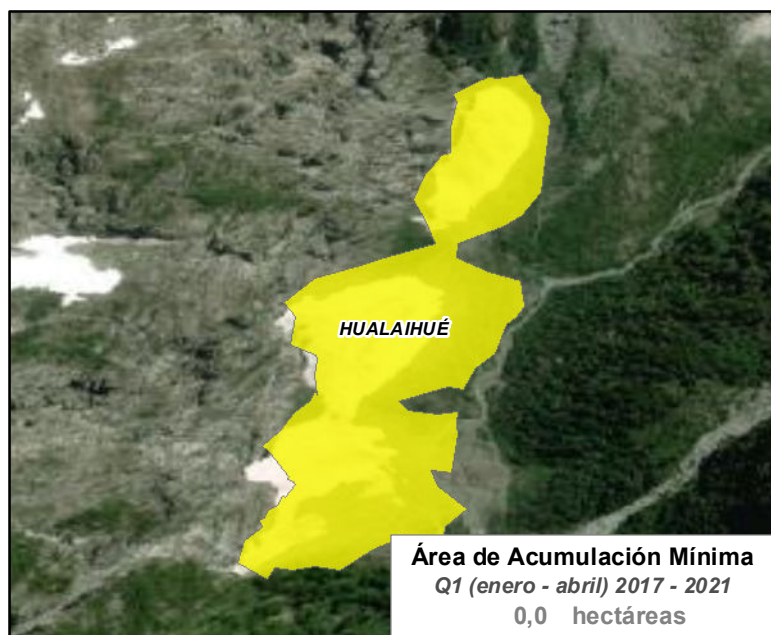 HUALAIHUÉ
Área de Acumulación Mínima
Q1 (enero - abril) 2017 - 2021
0,0 hectáreas